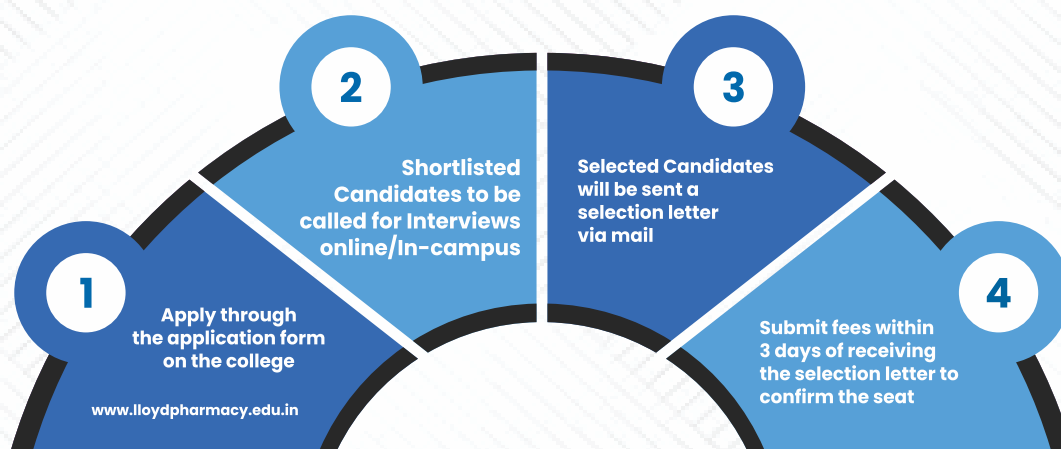 1
Apply through
the application form
on the college
www.lloydpharmacy.edu.in
2
Shortlisted
Candidates to be
called for Interviews
online/In-campus
3
Selected Candidates
will be sent a
selection letter
via mail
4
Submit fees within
3 days of receiving
the selection letter to
confirm the seat